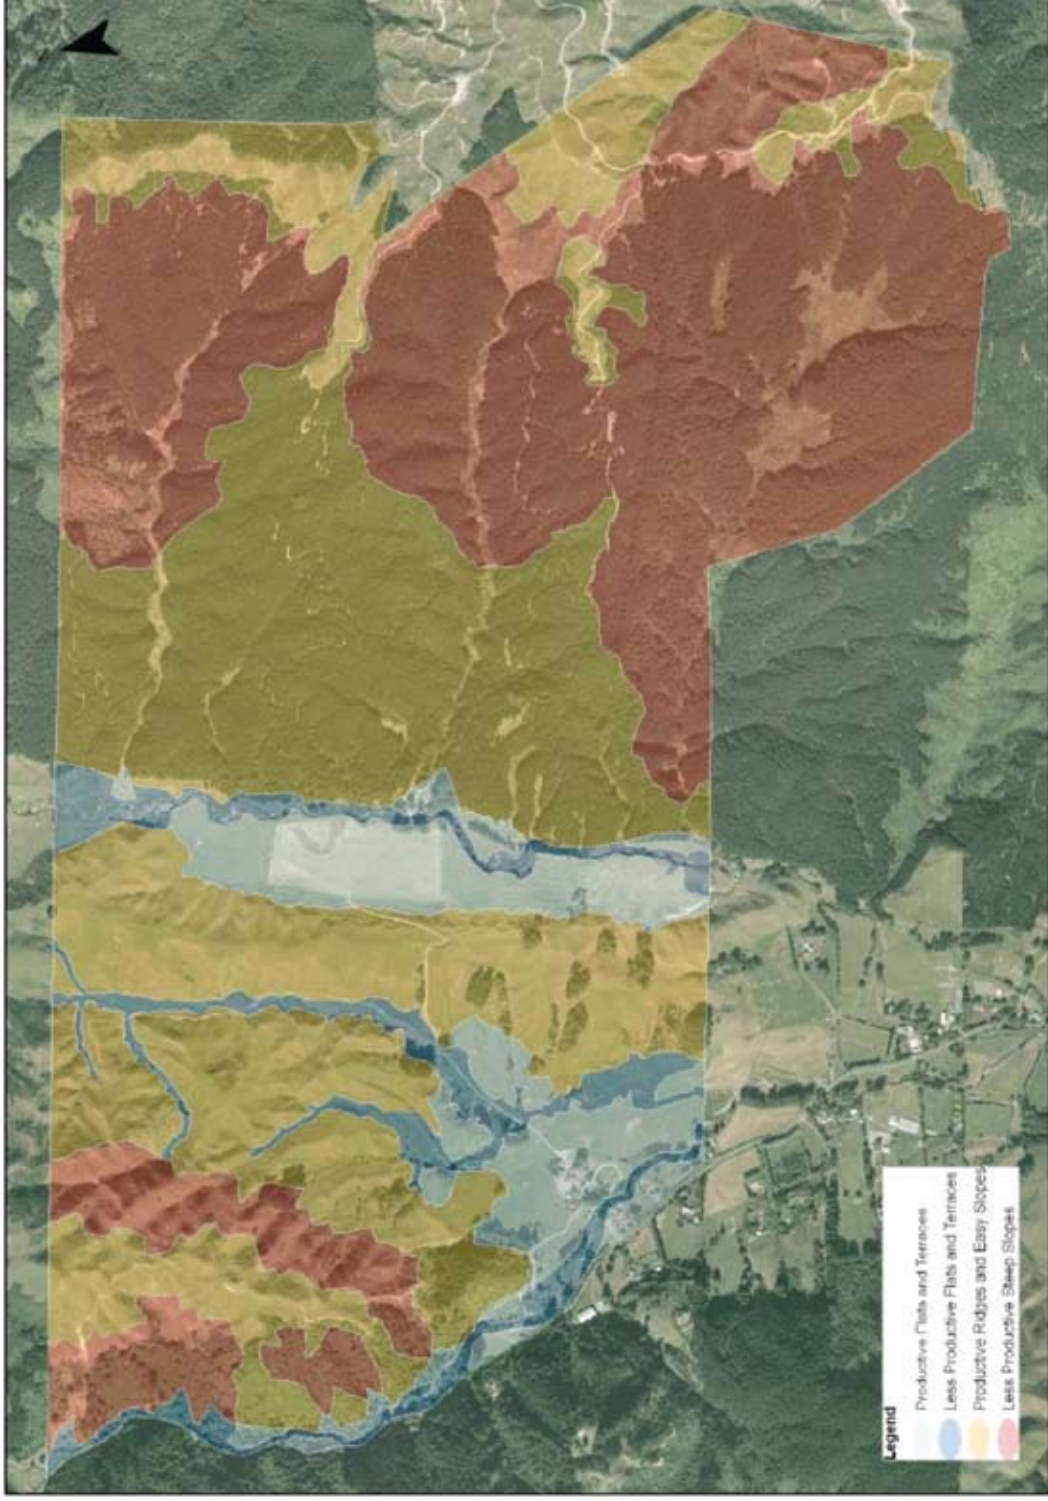 Legend
Productive Flats and Terraces
Less Productive Flats and Terraces
Productive Ridges and Easy Slopes
Less Productive Steep Slopes